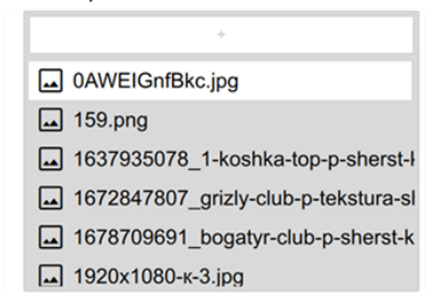 +
0AWEIGnfBkc.jpg
159.png
1637935078_1-koshka-top-p-sherst-k
1672847807_grizly-club-p-tekstura-sl
1678709691_bogatyr-club-p-sherst-k
1920x1080-к-3.jpg